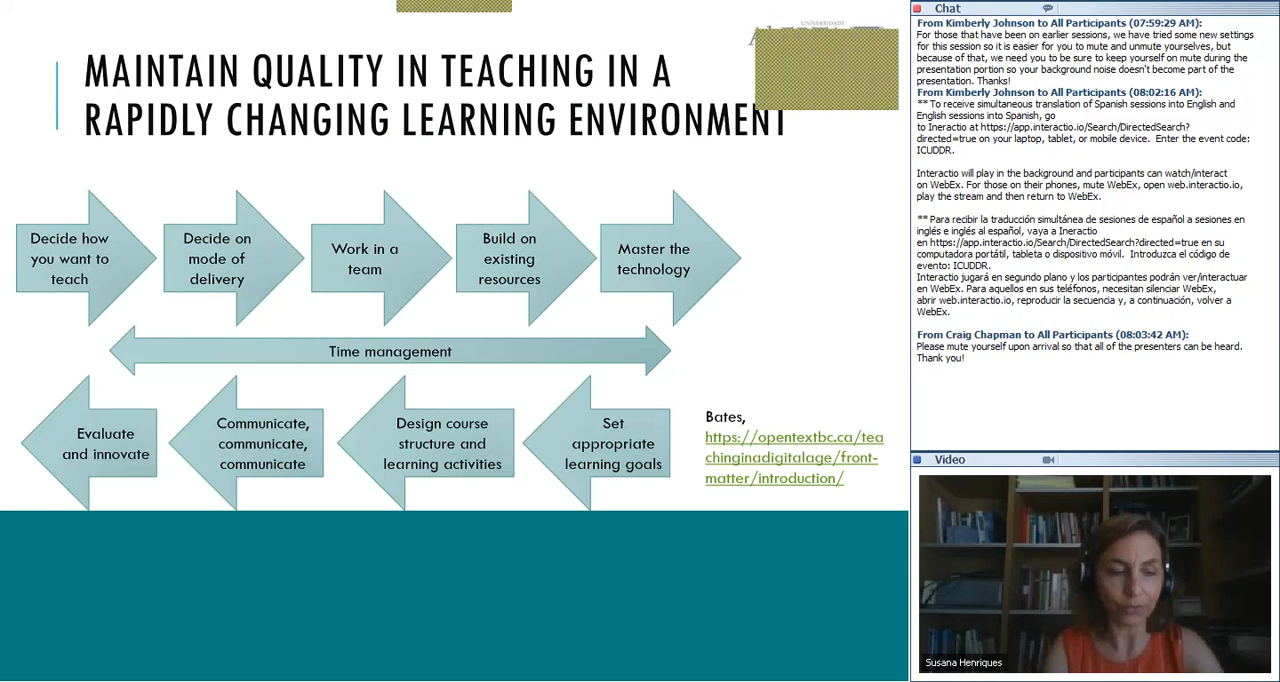 UNIVERSIDADE
MAINTAIN QUALITY IN TEACHING IN A
RAPIDLY CHANGING LEARNING ENVIRONMENT
Decide how
you want to
teach
Decide on
mode of
delivery
Work in a
team
Build on
existing
resources
Master the
technology
Time management
Evaluate
and innovate
Communicate,
communicate,
communicate
Design course
structure and
learning activities
Set
appropriate
learning goals
Bates,
https://opentextbc.ca/tea
chinginadigitalage/front-
matter/introduction/
Chat
From Kimberly Johnson to All Participants (07:59:29 AM):
For those that have been on earlier sessions, we have tried some new settings
for this session so it is easier for you to mute and unmute yourselves, but
because of that, we need you to be sure to keep yourself on mute during the
presentation portion so your background noise doesn't become part of the
presentation. Thanks!
From Kimberly Johnson to All Participants (08:02:16 AM):
** To receive simultaneous translation of Spanish sessions into English and
English sessions into Spanish, go
to Ineractio at https://app.interactio.io/Search/DirectedSearch?
directed=true on your laptop, tablet, or mobile device. Enter the event code:
ICUDDR.
Interactio will play in the background and participants can watch/interact
on WebEx. For those on their phones, mute WebEx, open web.interactio.io,
play the stream and then return to WebEx.
** Para recibir la traducción simultánea de sesiones de español a sesiones en
inglés e inglés al español, vaya a Ineractio
en https://app.interactio.io/Search/DirectedSearch?directed=true en su
computadora portátil, tableta o dispositivo móvil. Introduzca el código de
evento: ICUDDR.
Interactio jugará en segundo plano y los participantes podrán ver/interactuar
en WebEx. Para aquellos en sus teléfonos, necesitan silenciar WebEx,
abrir web.interactio.io, reproducir la secuencia y, a continuación, volver a
WebEx.
From Craig Chapman to All Participants (08:03:42 AM):
Please mute yourself upon arrival so that all of the presenters can be heard.
Thank you!
Video
Susana Henriques